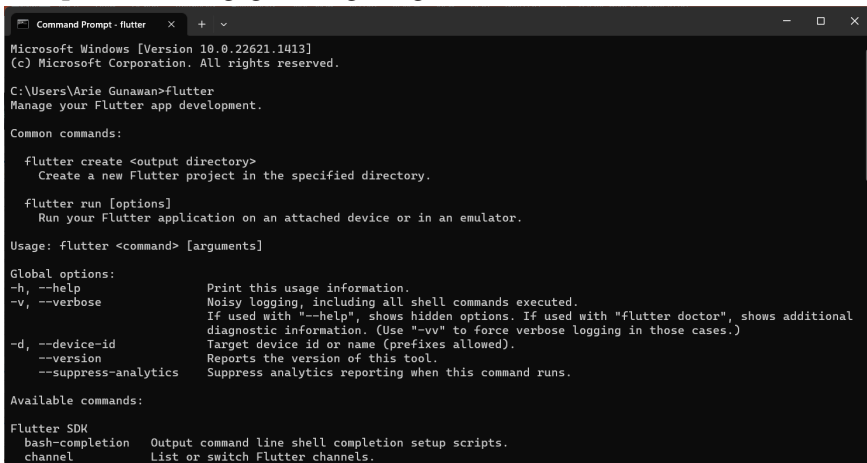 Command Prompt - flutter
Microsoft Windows [Version 10.0.22621.1413]
(c) Microsoft Corporation. All rights reserved.
C:\Users\Arie Gunawan>flutter
Manage your Flutter app development.
Common commands:
flutter create <output directory>
Create a new Flutter project in the specified directory.
flutter run [options]
Run your Flutter application on an attached device or in an emulator.
Usage: flutter <command> [arguments]
Global options:
-h, --help Print this usage information.
-v, --verbose Noisy logging, including all shell commands executed.
If used with "--help", shows hidden options. If used with "flutter doctor", shows additional
diagnostic information. (Use "-vv" to force verbose logging in those cases.)
-d, --device-id Target device id or name (prefixes allowed).
--version Reports the version of this tool.
--suppress-analytics Suppress analytics reporting when this command runs.
Available commands:
Flutter SDK
bash-completion Output command line shell completion setup scripts.
channel List or switch Flutter channels.